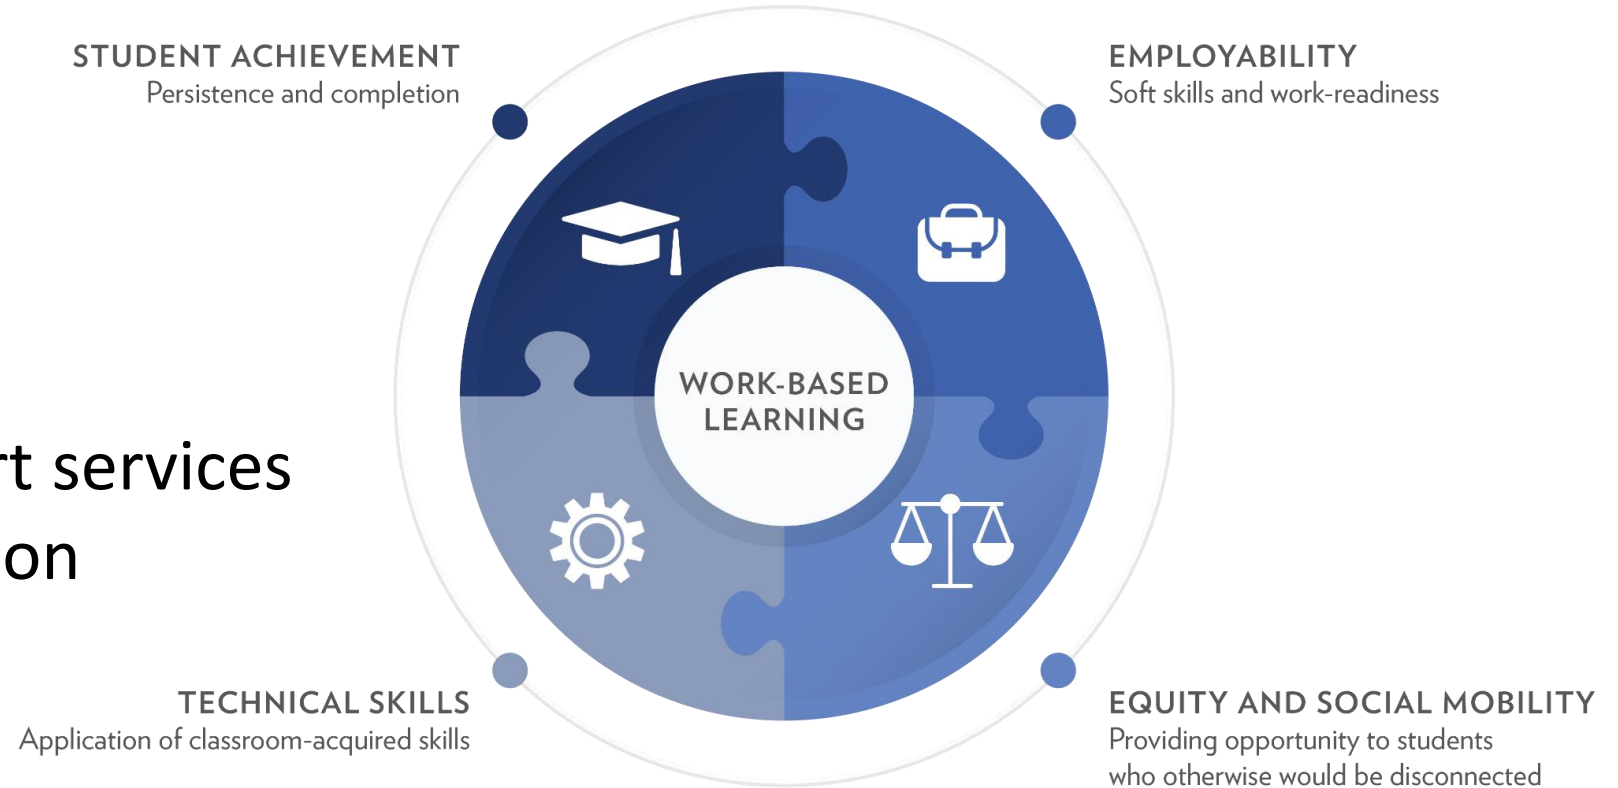 STUDENT ACHIEVEMENT
Persistence and completion
EMPLOYABILITY
Soft skills and work-readiness
WORK-BASED
LEARNING
services
on
TECHNICAL SKILLS
Application of classroom-acquired skills
EQUITY AND SOCIAL MOBILITY
Providing opportunity to students
who otherwise would be disconnected